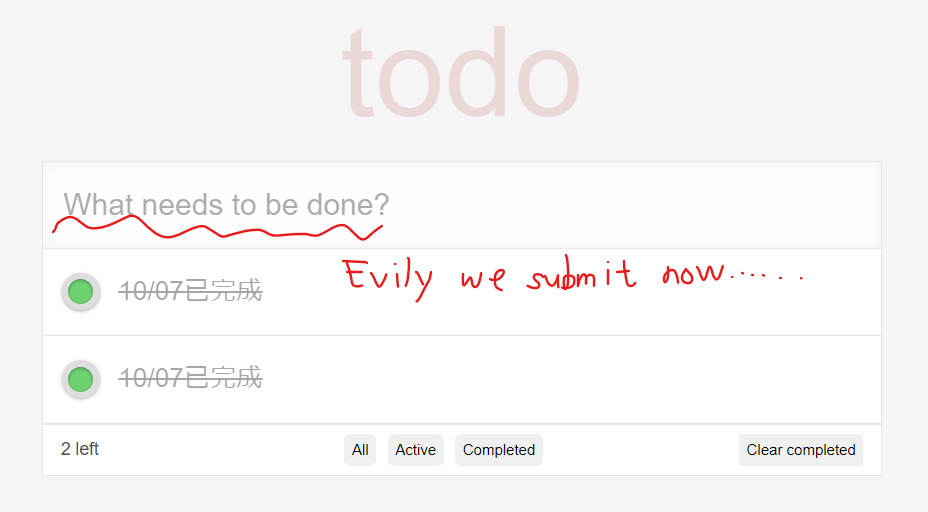 todo
What needs to be done?
Evily we submit now......
10/07已完成
10/07已完成
2 left All Active Completed Clear completed